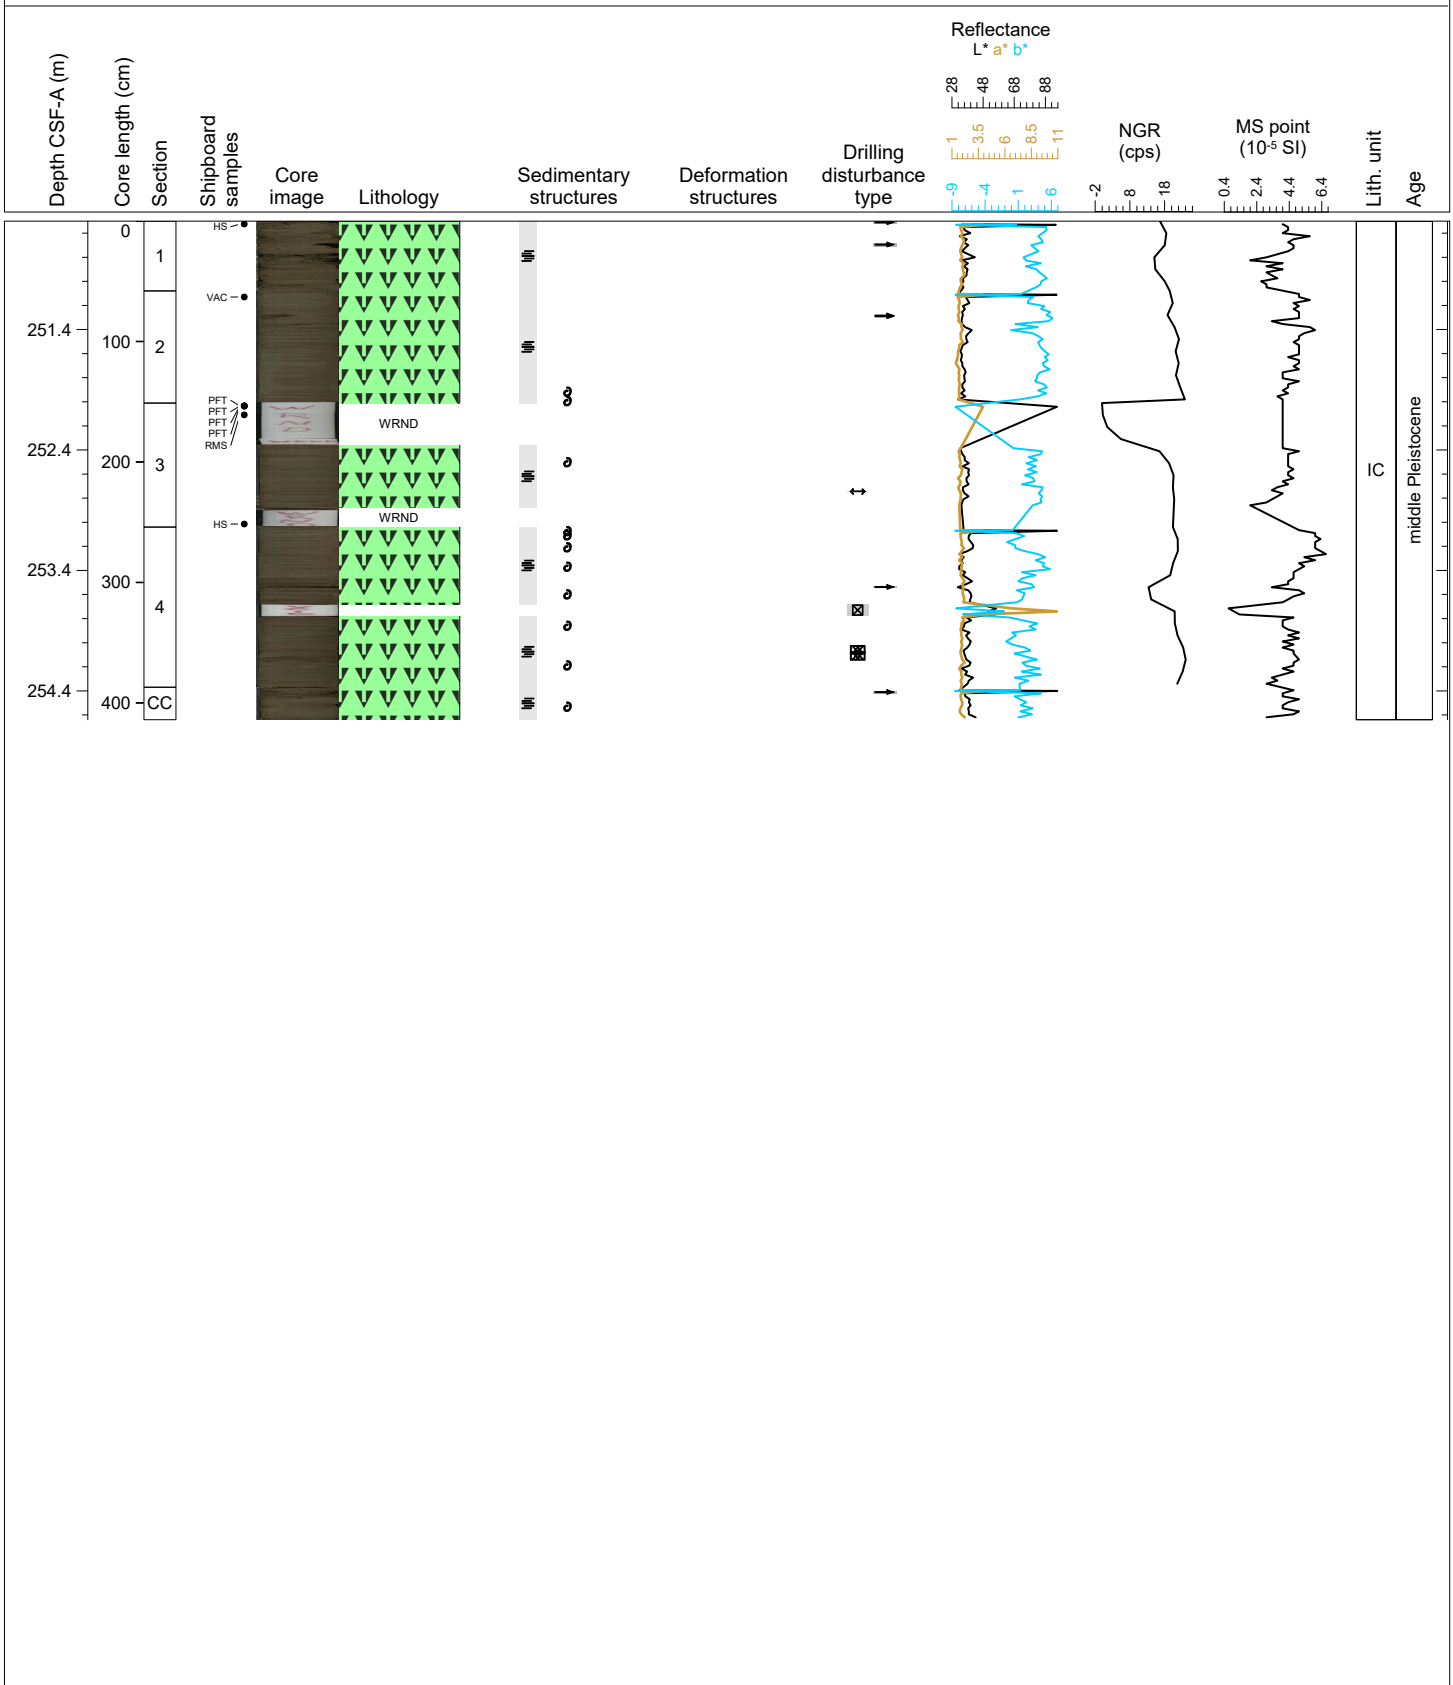 Depth CSF-A (m)
Core length (cm)
Section
Shipboard
samples
Core
image
Lithology
Sedimentary
structures
Deformation
structures
Drilling
disturbance
type
Reflectance
L* a* b*
28 48 68 88
1 3.5 6 8.5 11
-9 -4 1 6
NGR
(cps)
-2 8 18
MS point
(10-5 SI)
0.4 2.4 4.4 6.4
Lith. unit
Age
251.4
252.4
253.4
254.4
0
100
200
300
400
1
2
3
4
CC
HS
VAC
PFT
PFT
PFT
PFT
RMS
HS
WRND
WRND
IC
middle Pleistocene